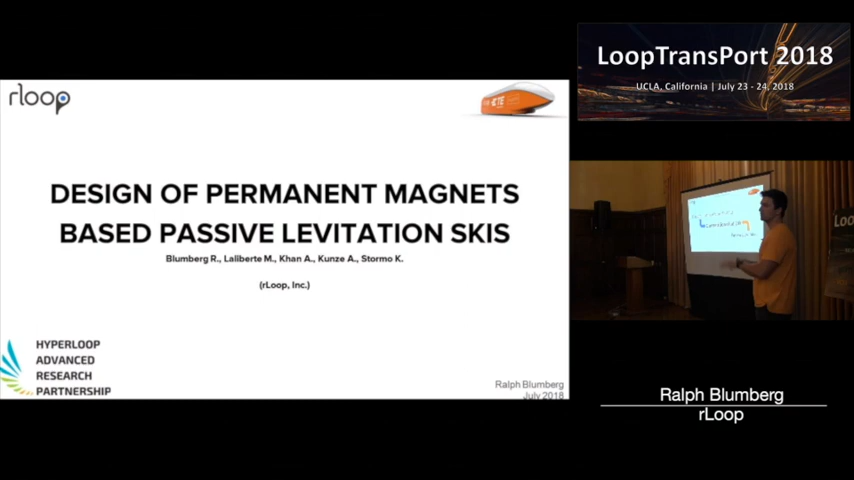 rloop
DESIGN OF PERMANENT MAGNETS
BASED PASSIVE LEVITATION SKIS
Blumberg R., Laliberte M., Khan A., Kunze A., Stormo K.
(rLoop, Inc.)
HYPERLOOP
ADVANCED
RESEARCH
PARTNERSHIP
Ralph Blumberg
July 2018
LoopTransPort 2018
UCLA, California | July 23 - 24, 2018
Ralph Blumberg
rLoop